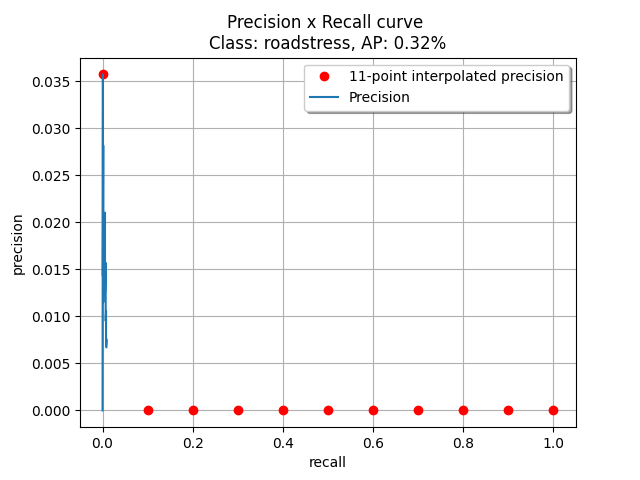 Precision x Recall curve
Class: roadstress, AP: 0.32%
11-point interpolated precision
Precision
0.035
0.030
0.025
0.020
0.015
0.010
0.005
0.000
precision
0.0 0.2 0.4 0.6 0.8 1.0
recall